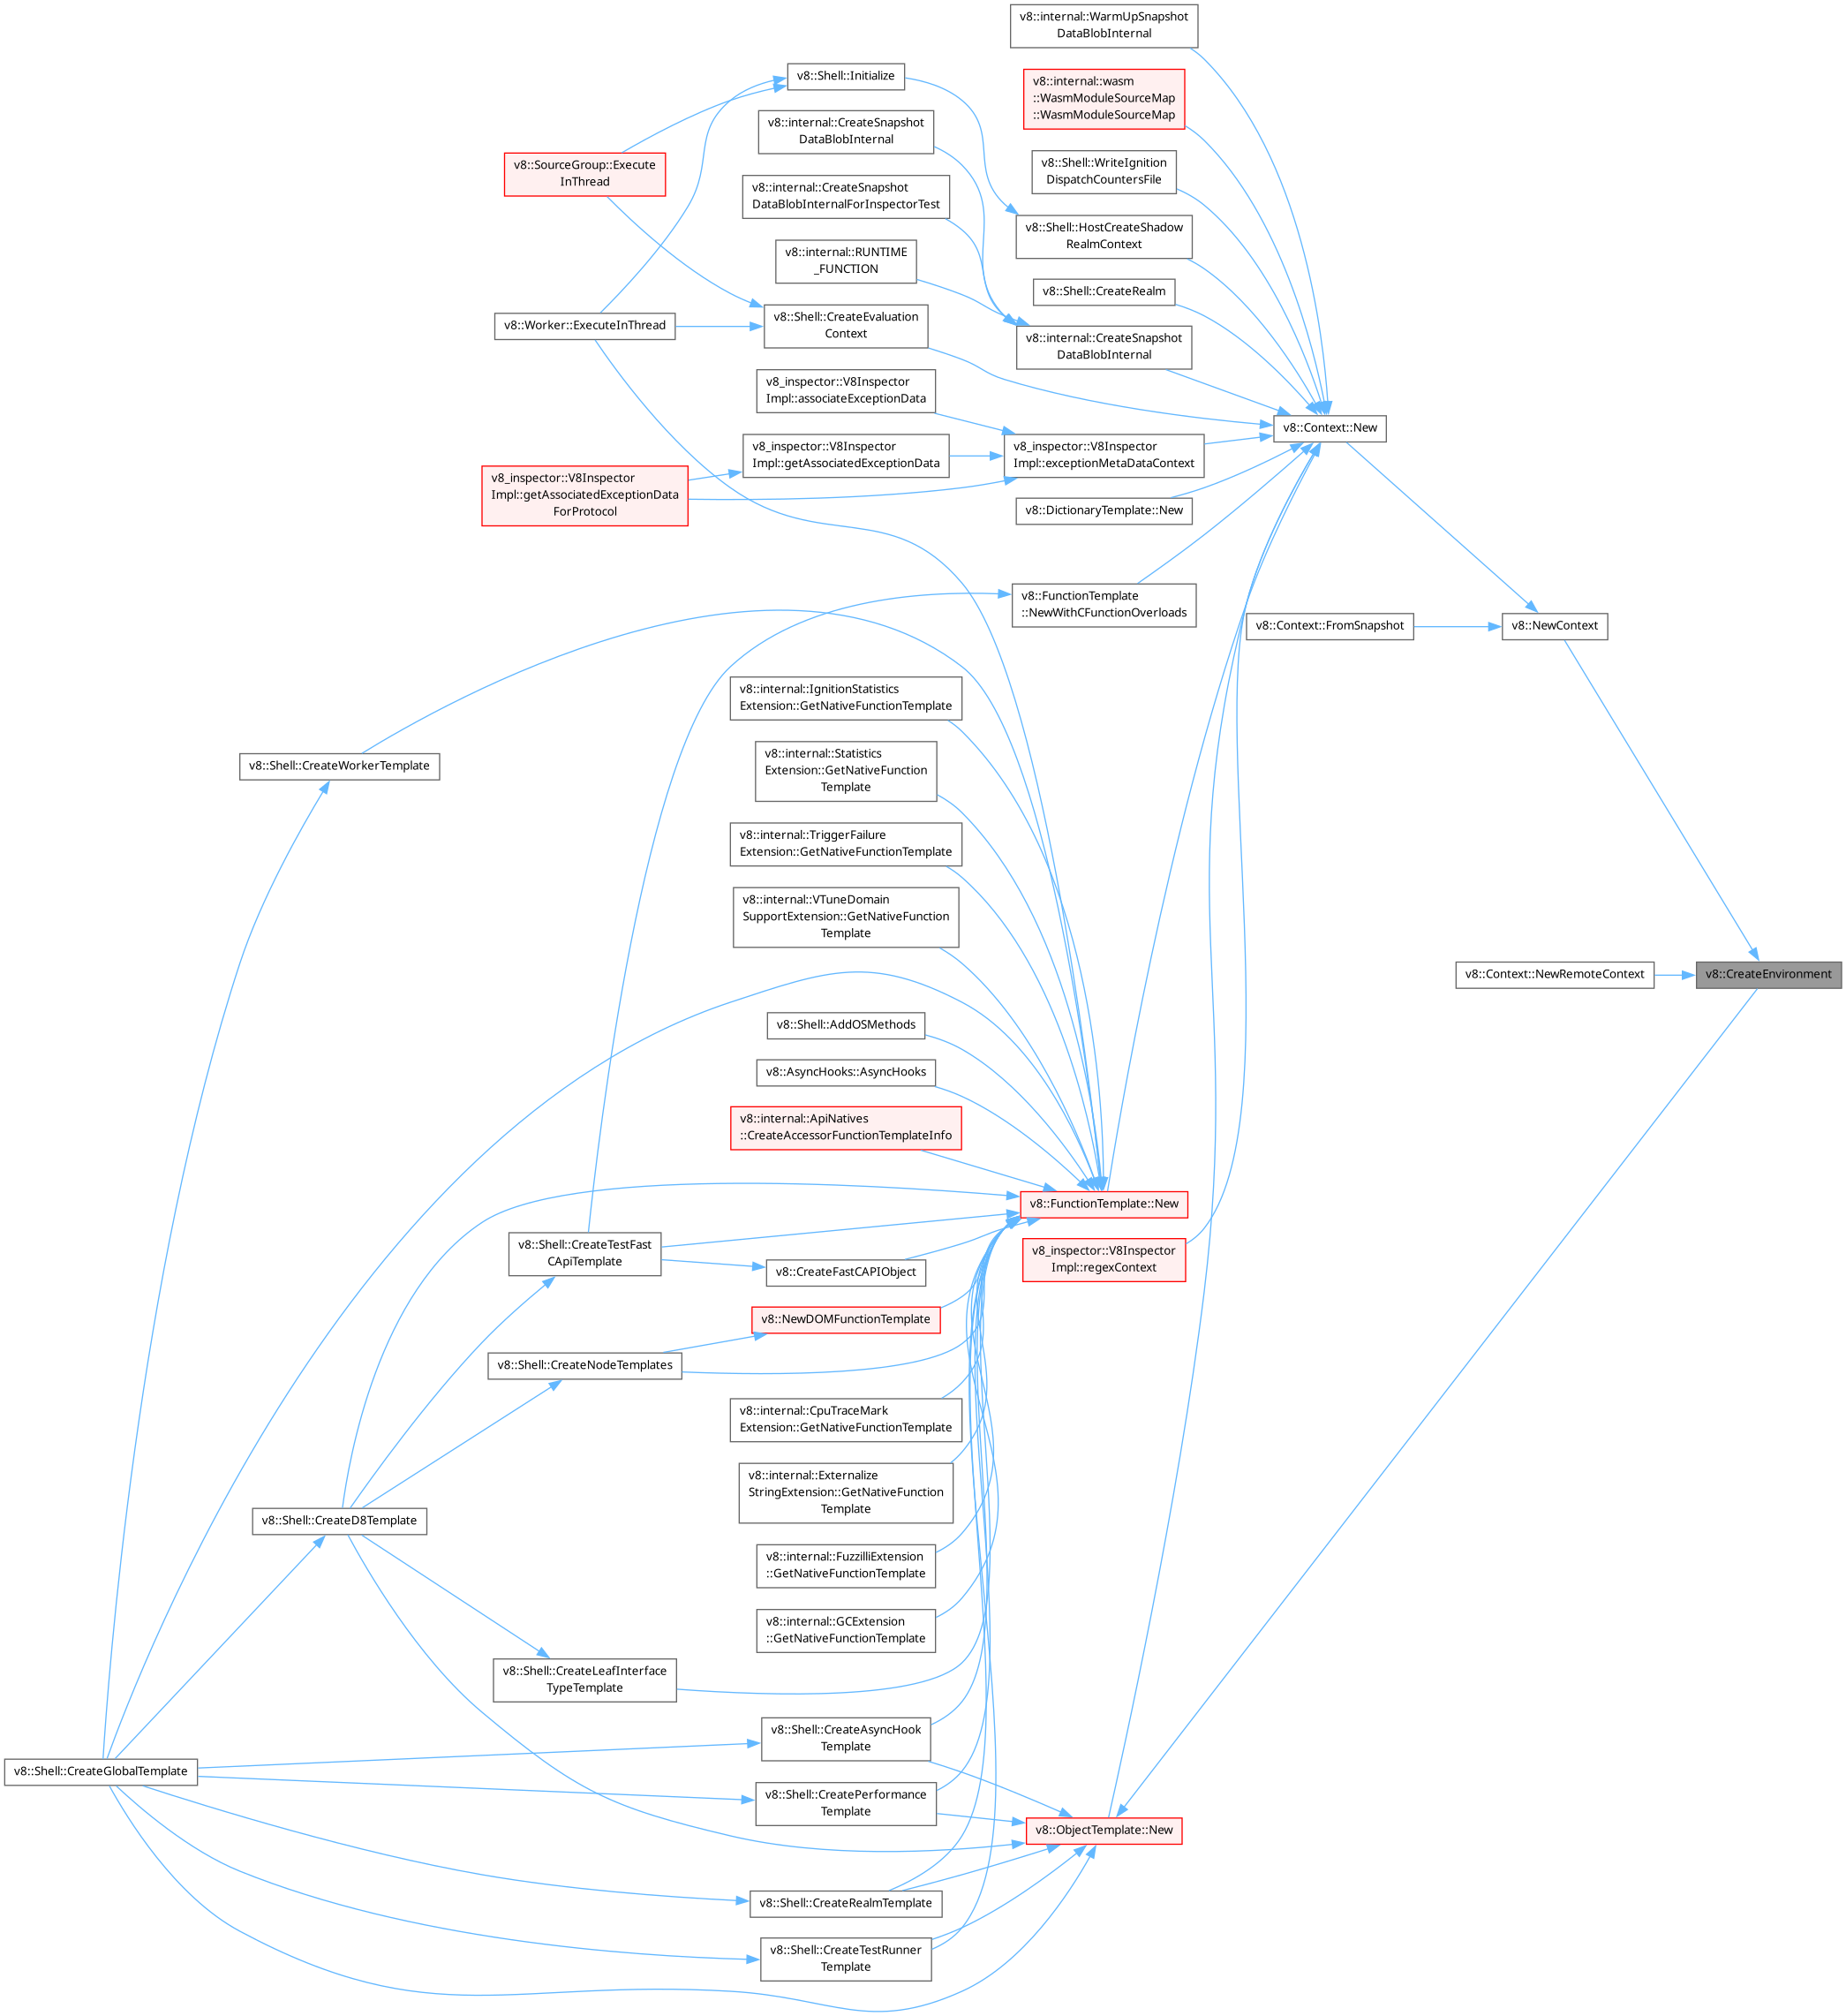 v8::internal::WarmUpSnapshot
DataBlobInternal
v8::Shell::Initialize
v8::internal::wasm
::WasmModuleSourceMap
::WasmModuleSourceMap
v8::internal::CreateSnapshot
DataBlobInternal
v8::SourceGroup::Execute
InThread
v8::Shell::WriteIgnition
DispatchCountersFile
v8::internal::CreateSnapshot
DataBlobInternalForInspectorTest
v8::Shell::HostCreateShadow
RealmContext
v8::internal::RUNTIME
_FUNCTION
v8::Shell::CreateRealm
v8::Worker::ExecuteInThread
v8::Shell::CreateEvaluation
Context
v8::internal::CreateSnapshot
DataBlobInternal
v8_inspector::V8Inspector
Impl::associateExceptionData
v8::Context::New
v8_inspector::V8Inspector
Impl::getAssociatedExceptionData
v8_inspector::V8Inspector
Impl::exceptionMetaDataContext
v8_inspector::V8Inspector
Impl::getAssociatedExceptionData
ForProtocol
v8::DictionaryTemplate::New
v8::FunctionTemplate
::NewWithCFunctionOverloads
v8::Context::FromSnapshot
v8::NewContext
v8::internal::IgnitionStatistics
Extension::GetNativeFunctionTemplate
v8::Shell::CreateWorkerTemplate
v8::internal::Statistics
Extension::GetNativeFunction
Template
v8::internal::TriggerFailure
Extension::GetNativeFunctionTemplate
v8::internal::VTuneDomain
SupportExtension::GetNativeFunction
Template
v8::Context::NewRemoteContext
v8::CreateEnvironment
v8::Shell::AddOSMethods
v8::AsyncHooks::AsyncHooks
v8::internal::ApiNatives
::CreateAccessorFunctionTemplateInfo
v8::FunctionTemplate::New
v8::Shell::CreateTestFast
CApiTemplate
v8::CreateFastCAPIObject
v8_inspector::V8Inspector
Impl::regexContext
v8::NewDOMFunctionTemplate
v8::Shell::CreateNodeTemplates
v8::internal::CpuTraceMark
Extension::GetNativeFunctionTemplate
v8::internal::Externalize
StringExtension::GetNativeFunction
Template
v8::Shell::CreateD8Template
v8::internal::FuzzilliExtension
::GetNativeFunctionTemplate
v8::internal::GCExtension
::GetNativeFunctionTemplate
v8::Shell::CreateLeafInterface
TypeTemplate
v8::Shell::CreateAsyncHook
Template
v8::Shell::CreateGlobalTemplate
v8::Shell::CreatePerformance
Template
v8::ObjectTemplate::New
v8::Shell::CreateRealmTemplate
v8::Shell::CreateTestRunner
Template